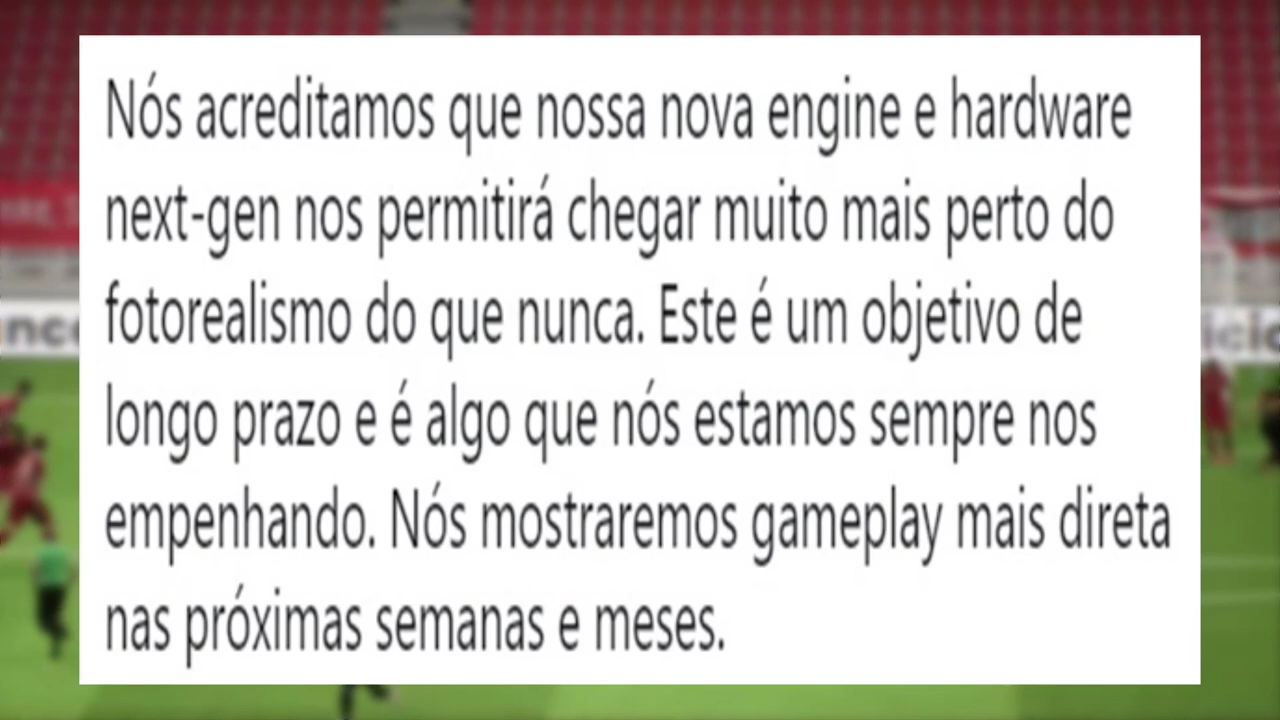 Nós acreditamos que nossa nova engine e hardware
next-gen nos permitirá chegar muito mais perto do
fotorealismo do que nunca. Este é um objetivo de
longo prazo e é algo que nós estamos sempre nos
empenhando. Nós mostraremos gameplay mais direta
nas próximas semanas e meses.